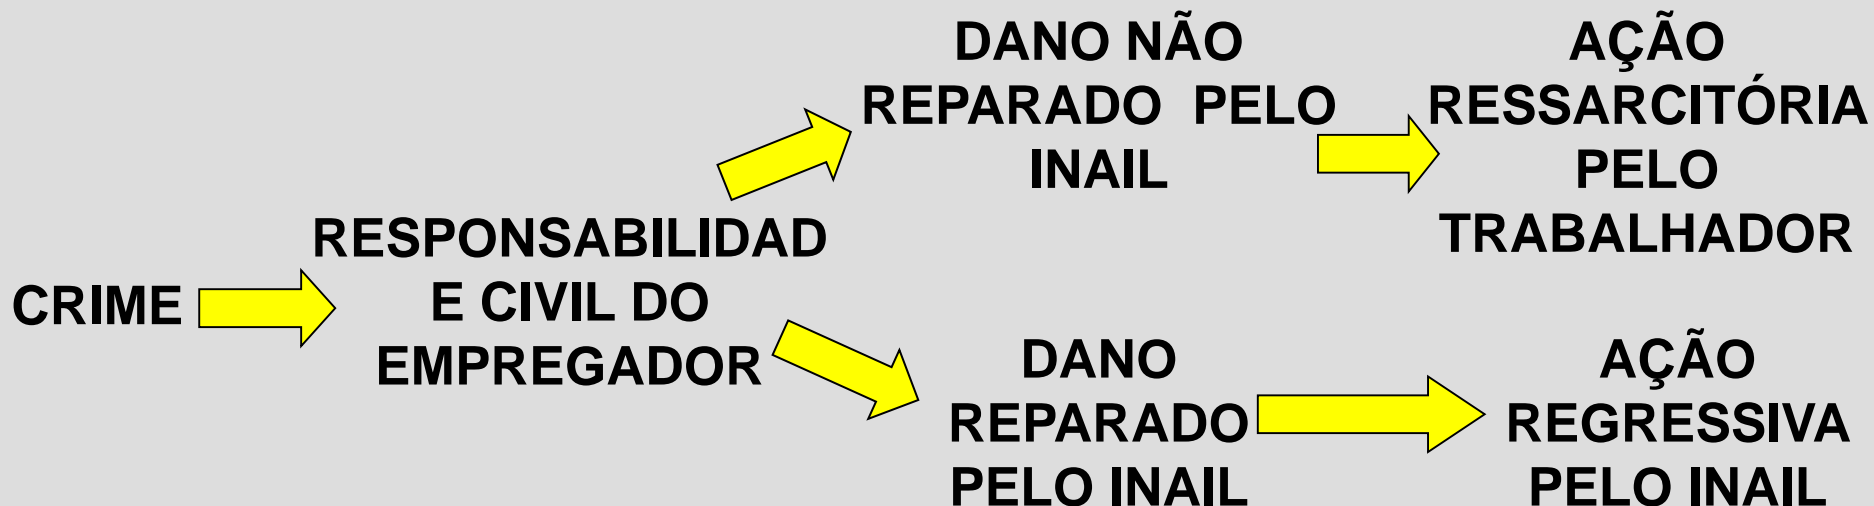 CRIME
RESPONSABILIDAD
E CIVIL DO
EMPREGADOR
DANO NÃO
REPARADO PELO
INAIL
AÇÃO
RESSARCITÓRIA
PELO
TRABALHADOR
DANO
REPARADO
PELO INAIL
AÇÃO
REGRESSIVA
PELO INAIL